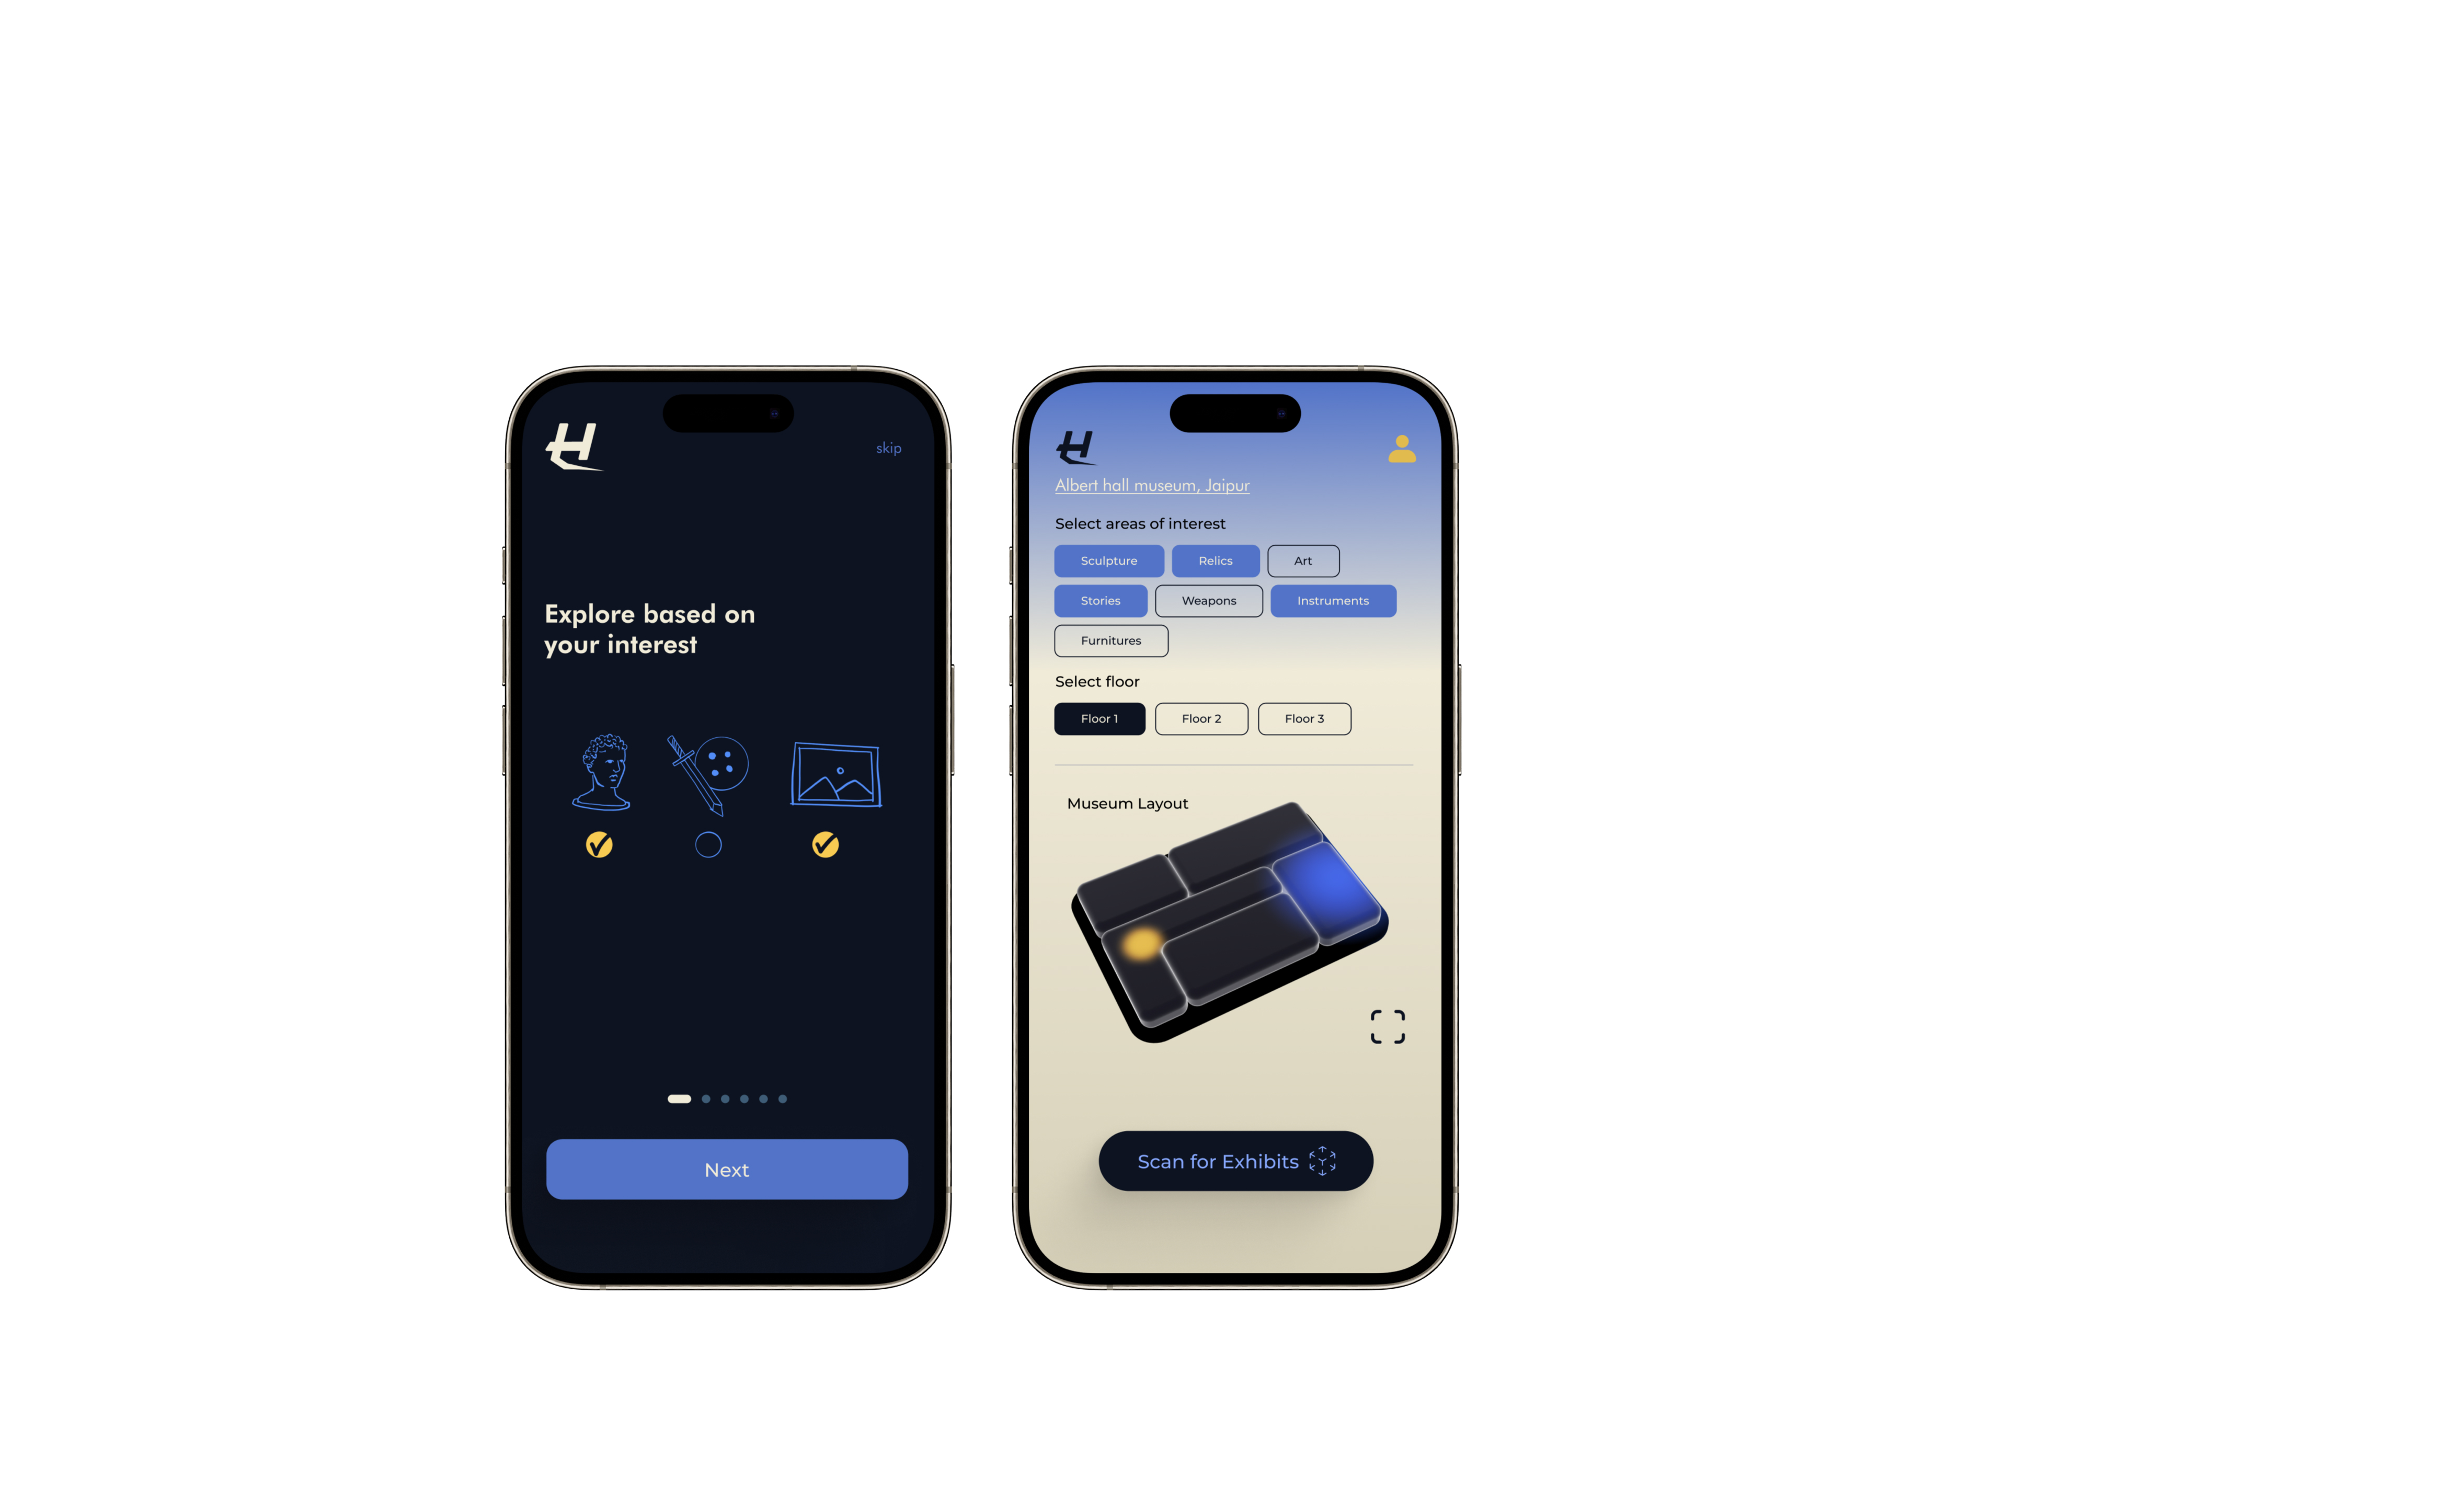 skip
Explore based on
your interest
Next
Albert hall museum, Jaipur
Select areas of interest
Sculpture Relics Art
Stories Weapons Instruments
Furnitures
Select floor
Floor 1 Floor 2 Floor 3
Museum Layout
Scan for Exhibits